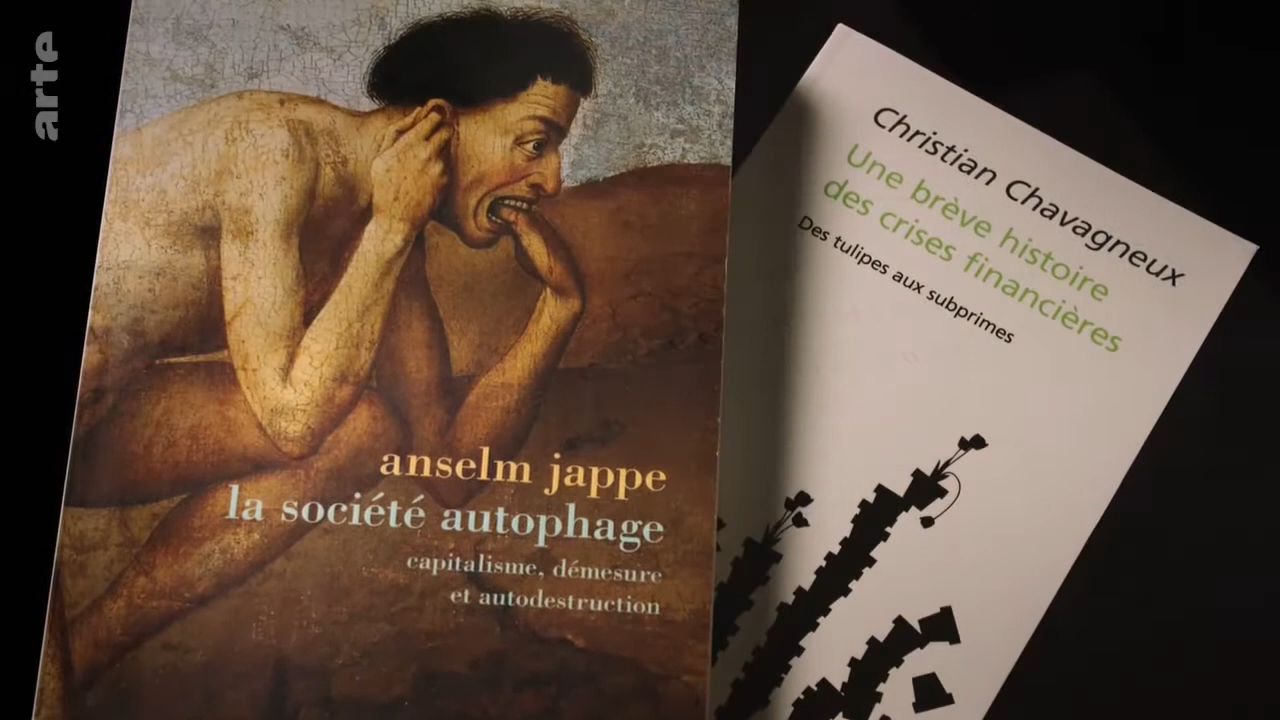 arte
anselm jappe
la société autophage
capitalisme, démesure
et autodestruction
Christian Chavagneux
Une brève histoire
des crises financières
Des tulipes aux subprimes